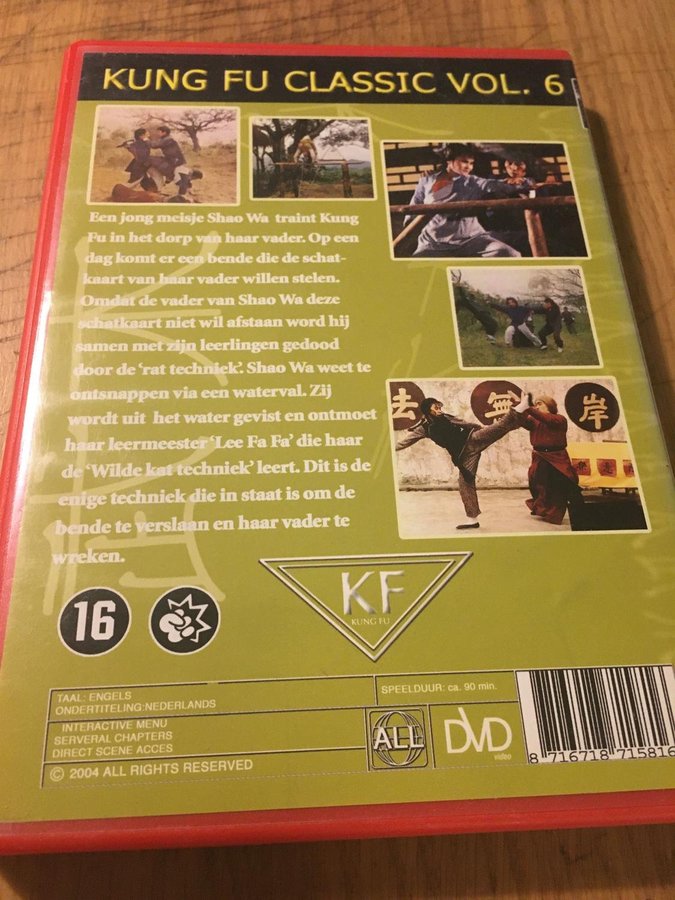 KUNG FU CLASSIC VOL. 6
Een jong meisje Shao Wa traint Kung
Fu in het dorp van haar vader. Op een
dag komt er een bende die de schat-
kaart van haar vader willen stelen.
Omdat de vader van Shao Wa deze
schatkaart niet wil afstaan word hij
samen met zijn leerlingen gedood
door de 'rat techniek'. Shao Wa weet te
ontsnappen via een waterval. Zij
wordt uit het water gevist en ontmoet
haar leermeester 'Lee Fa Fa' die haar
de 'Wilde kat techniek' leert. Dit is de
enige techniek die in staat is om de
bende te verslaan en haar vader te
wreken.
去 無 岸
16
KF
KUNG FU
TAAL: ENGELS
ONDERTITELING:NEDERLANDS
INTERACTIVE MENU
SERVERAL CHAPTERS
DIRECT SCENE ACCES
© 2004 ALL RIGHTS RESERVED
SPEELDUUR: ca. 90 min.
ALL
DVD
video
8 716718 715816